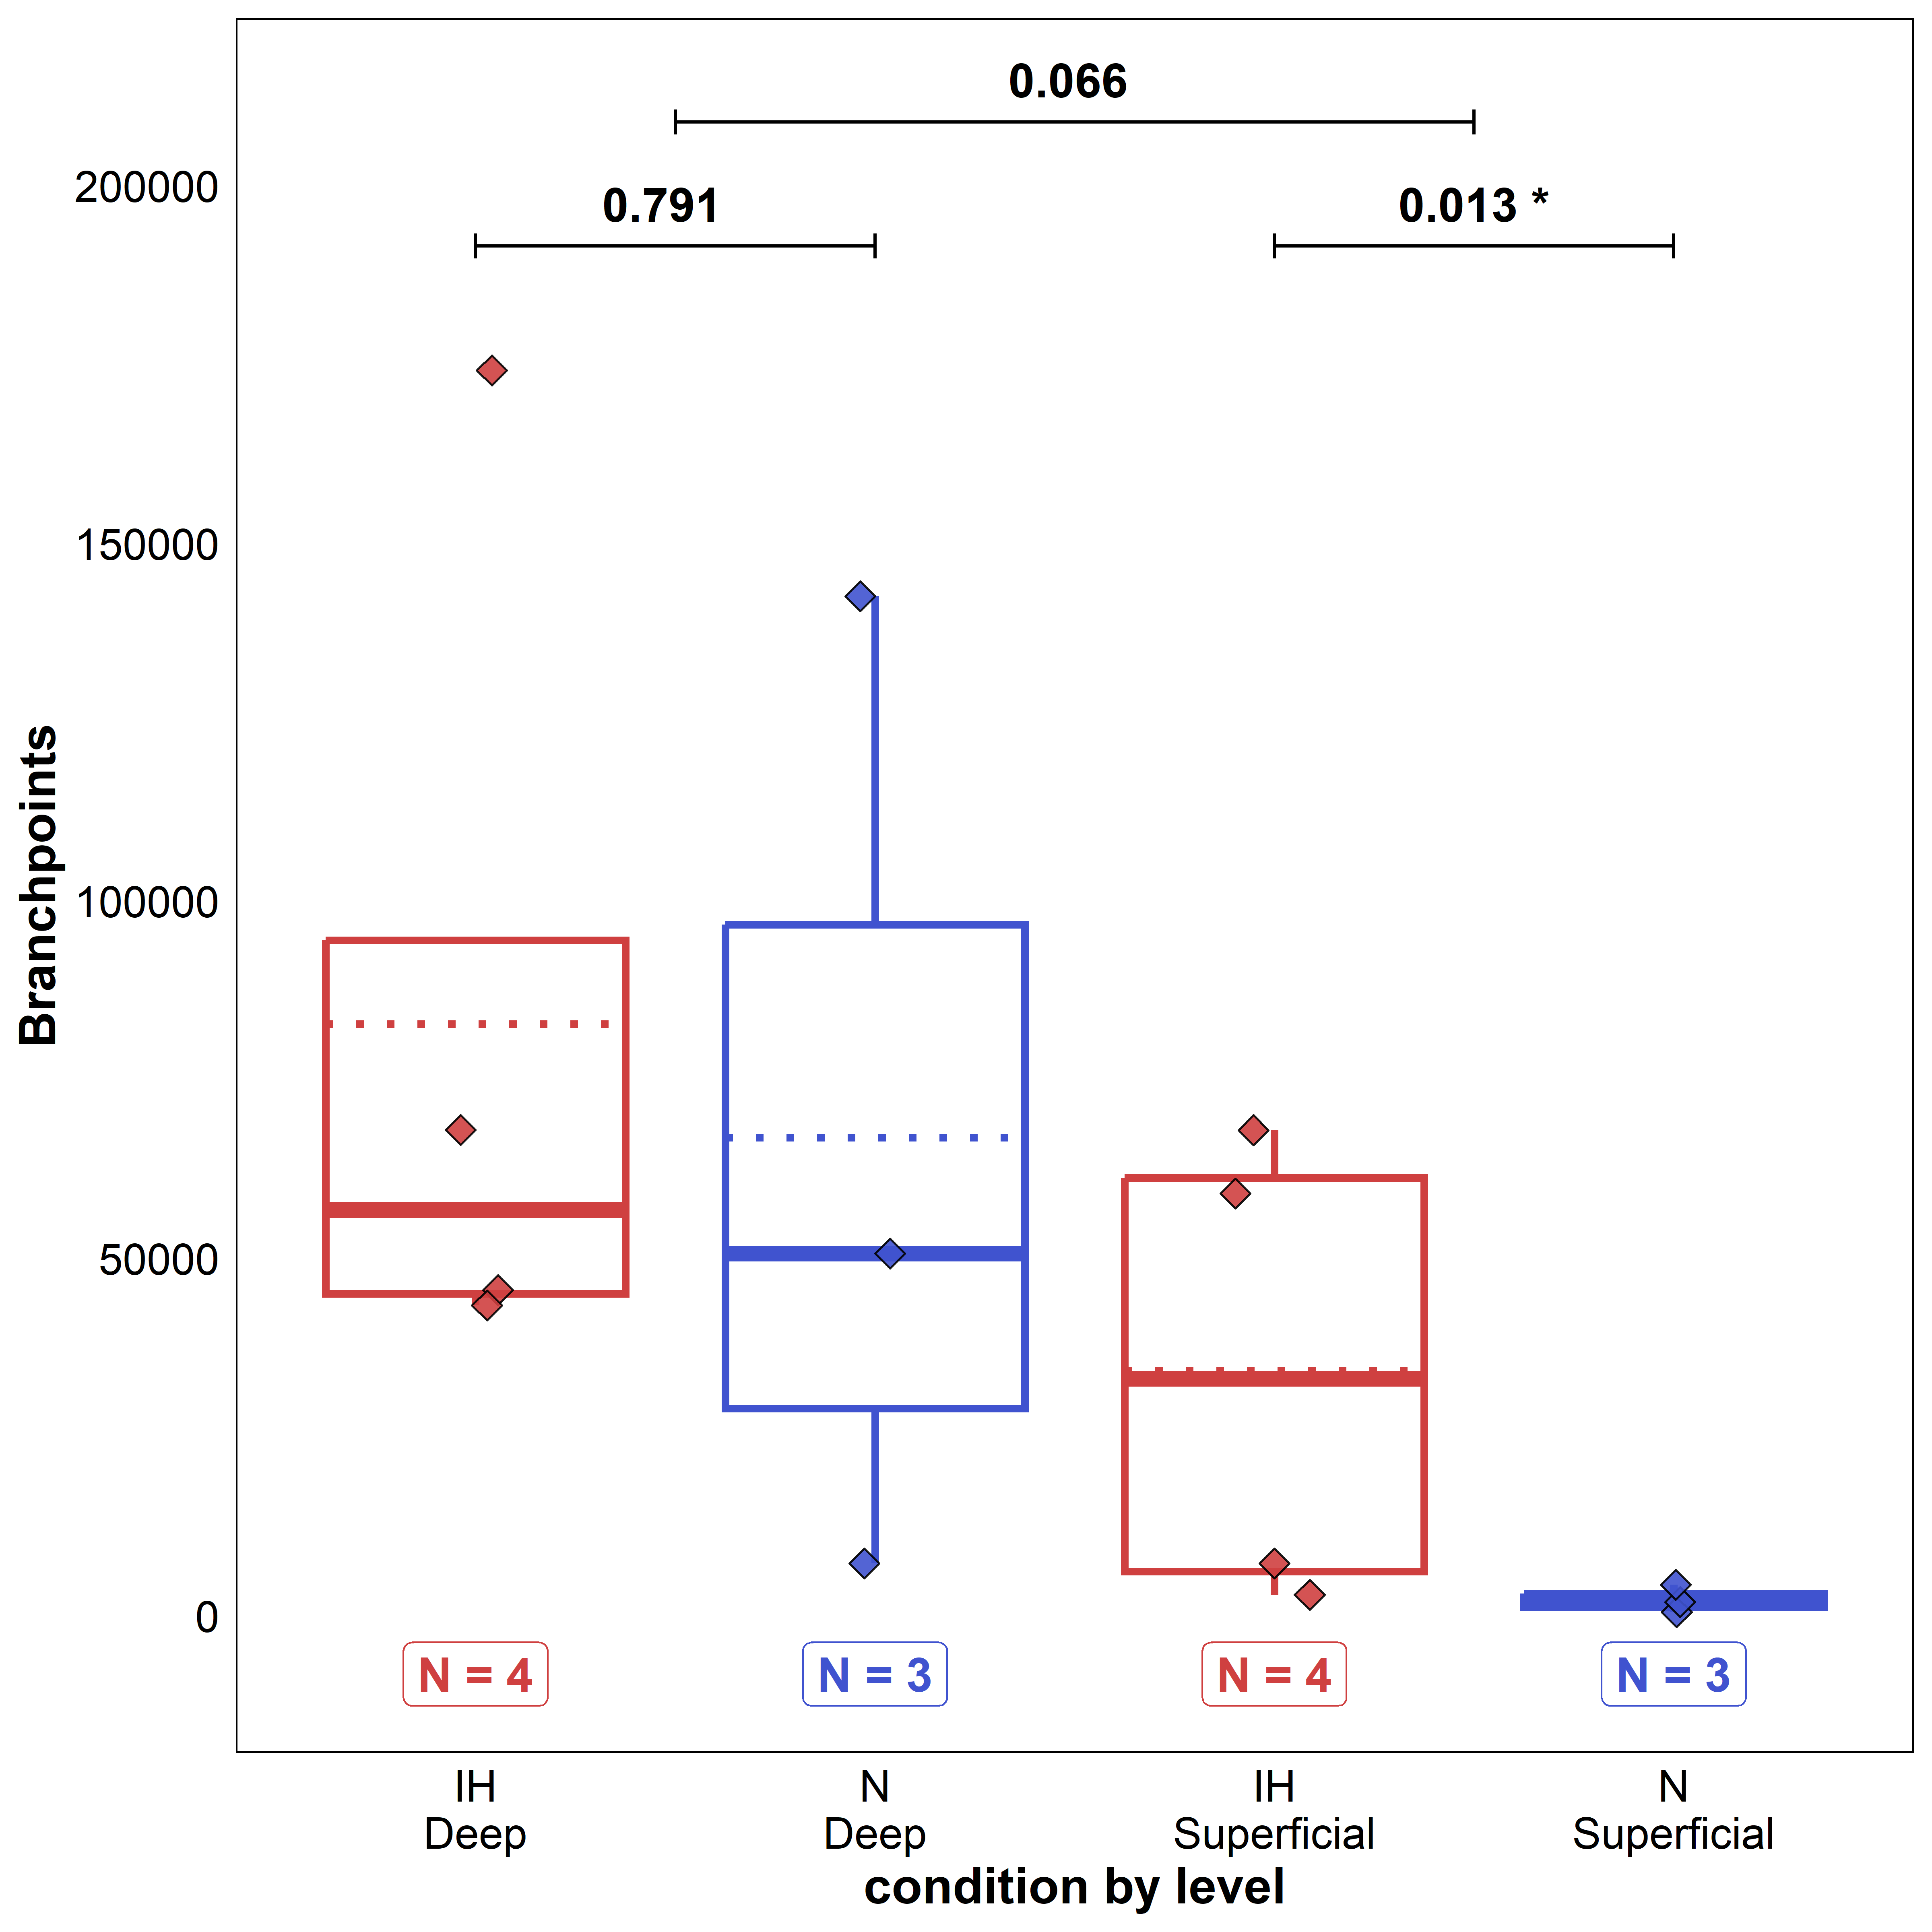 0.066
0.791
0.013 *
200000
150000
100000
50000
0
Branchpoints
N = 4
N = 3
N = 4
N = 3
IH
Deep
N
Deep
IH
Superficial
N
Superficial
condition by level